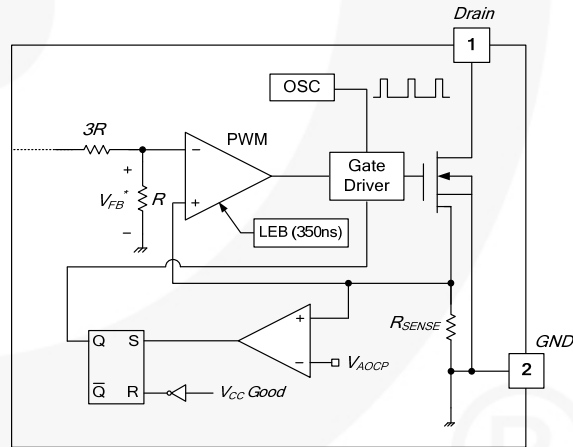 Drain
1
OSC
3R
PWM
−
+
V_FB*
R
−
+
Gate
Driver
LEB (350ns)
+
−
V_AOCP
R_SENSE
GND
2
Q
S
Q̅
R
V_CC Good
R